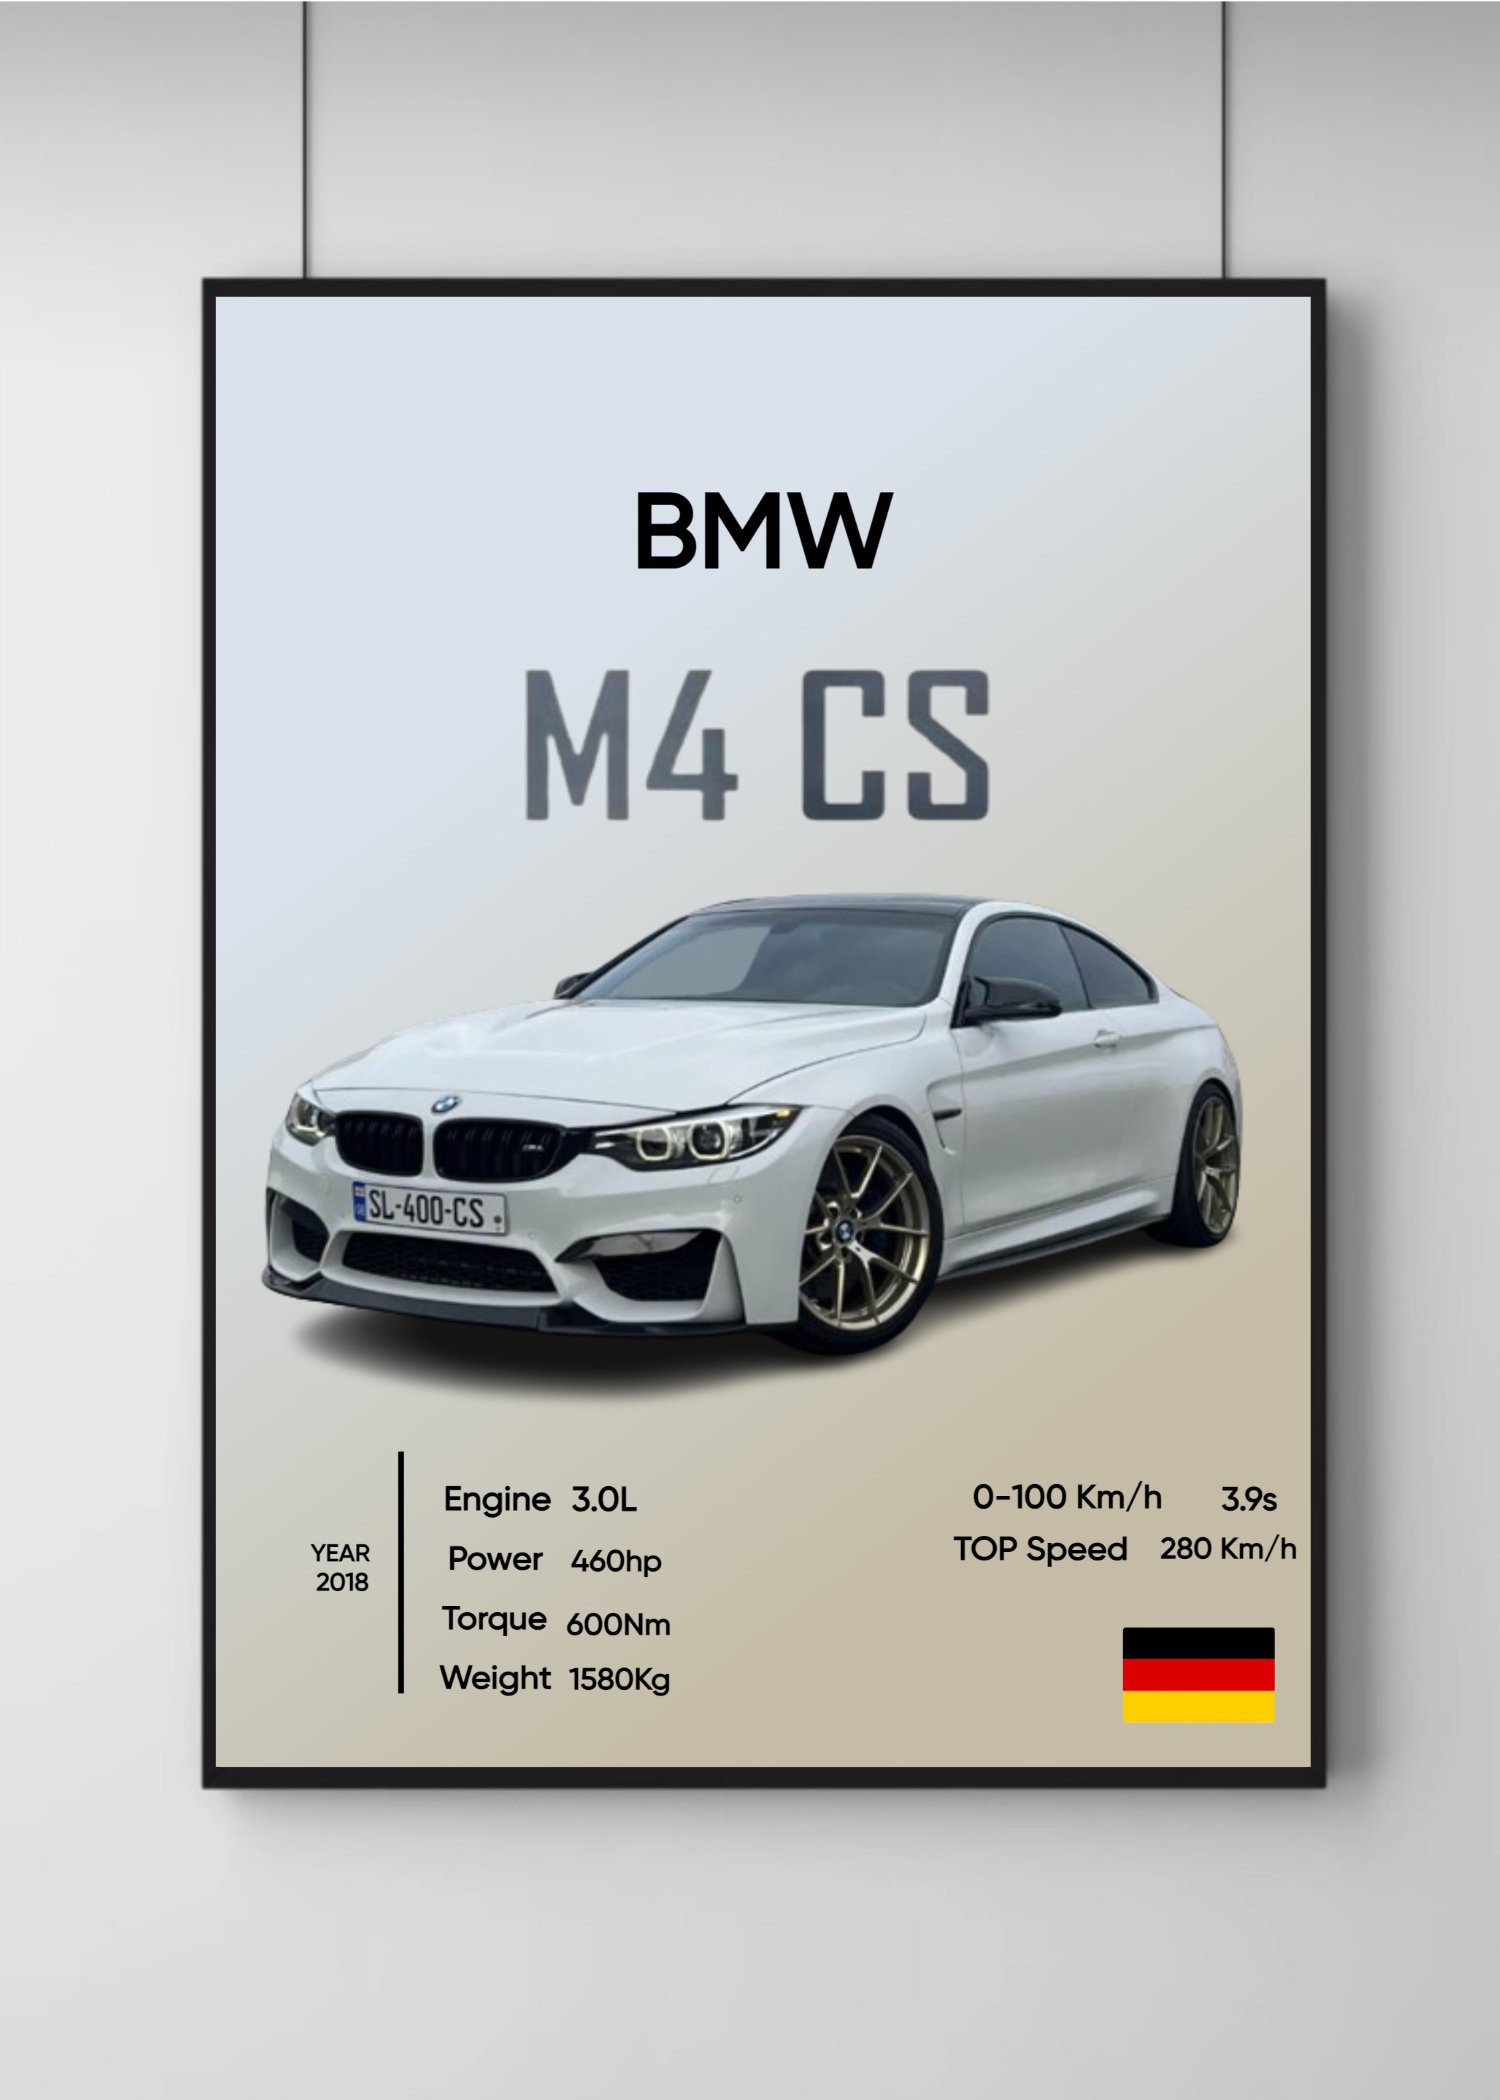 BMW
M4 CS
SL-400-CS
YEAR
2018
Engine 3.0L
Power 460hp
Torque 600Nm
Weight 1580Kg
0-100 Km/h 3.9s
TOP Speed 280 Km/h